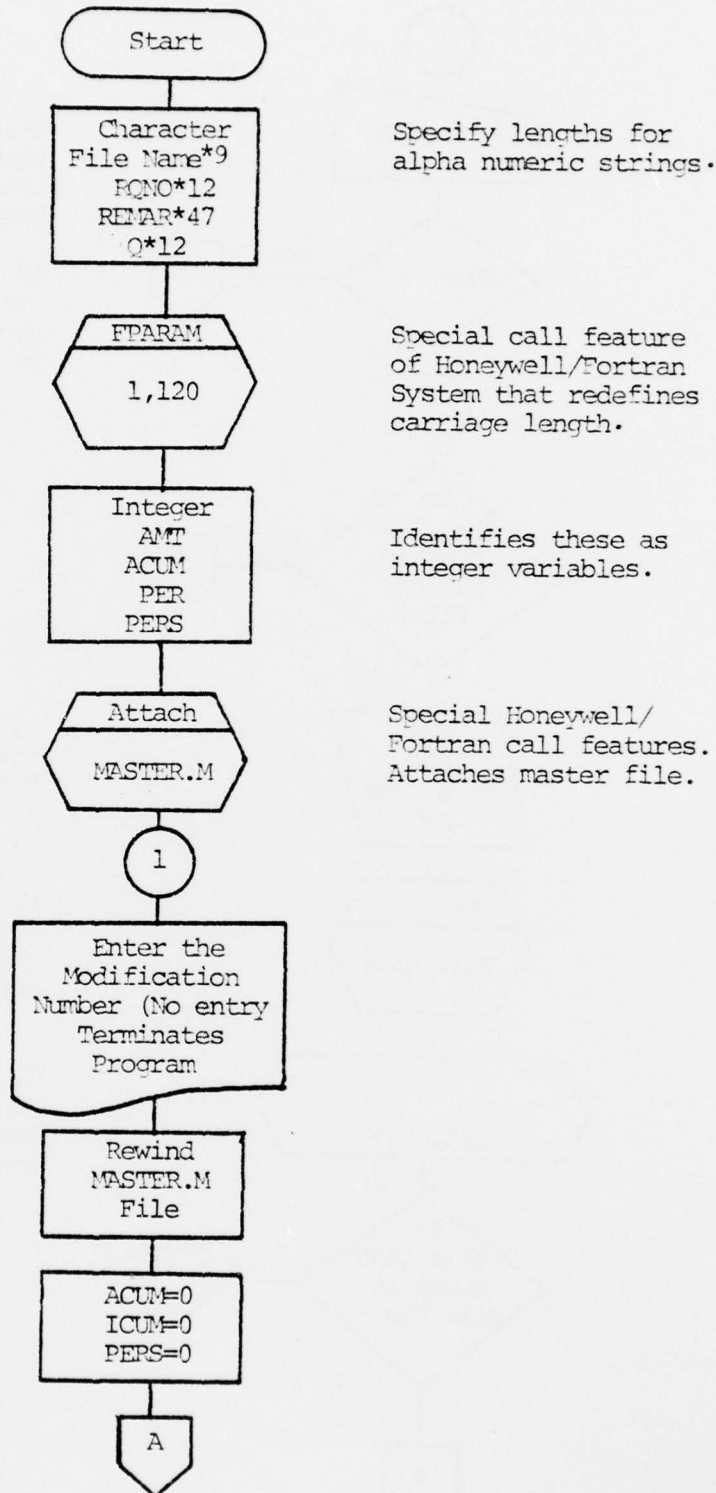 Start
Character
File Name*9
RQNO*12
REMAR*47
Q*12
Specify lengths for
alpha numeric strings.
FPARAM
1,120
Special call feature
of Honeywell/Fortran
System that redefines
carriage length.
Integer
AMT
ACUM
PER
PERS
Identifies these as
integer variables.
Attach
MASTER.M
Special Honeywell/
Fortran call features.
Attaches master file.
1
Enter the
Modification
Number (No entry
Terminates
Program
Rewind
MASTER.M
File
ACUM=0
ICUM=0
PERS=0
A